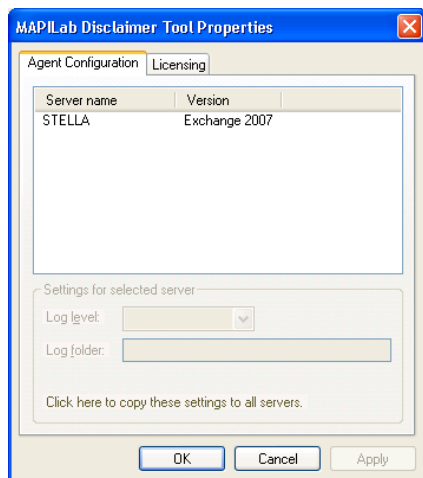 MAPILab Disclaimer Tool Properties
Agent Configuration Licensing
Server name Version
STELLA Exchange 2007
Settings for selected server
Log level:
Log folder:
Click here to copy these settings to all servers.
OK Cancel Apply